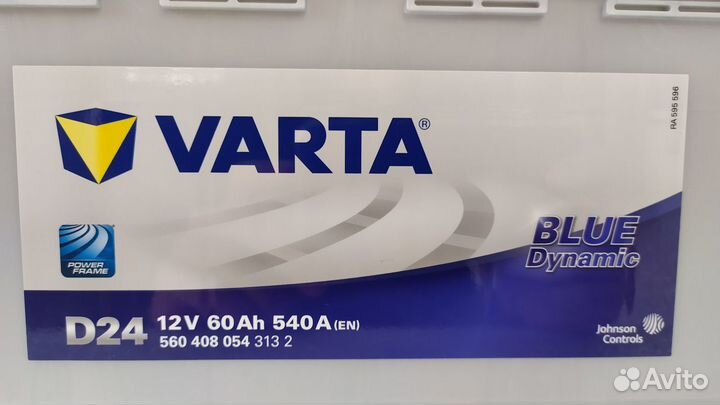 VARTA®
RA 595 596
POWER
FRAME
BLUE
Dynamic
D24 12V 60Ah 540A (EN)
560 408 054 313 2
Johnson
Controls
Avito